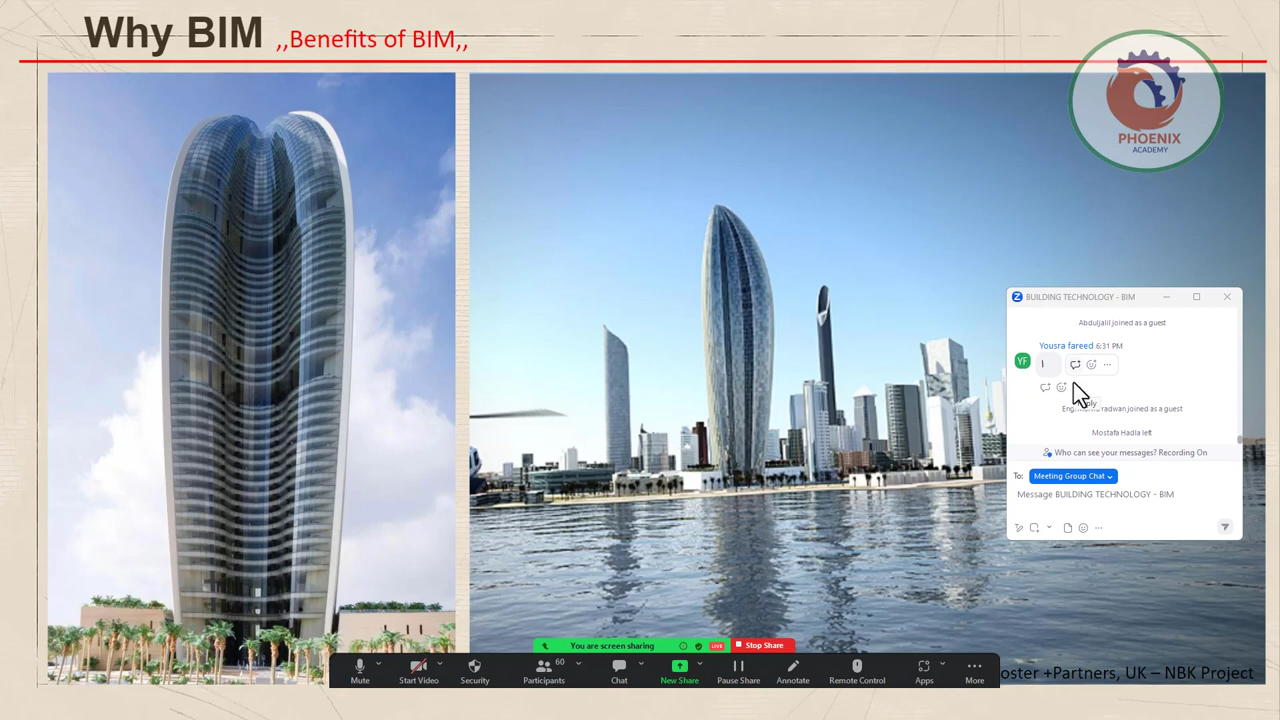 Why BIM ,,Benefits of BIM,,
PHOENIX
ACADEMY
BUILDING TECHNOLOGY - BIM
Abduljalil joined as a guest
Yousra fareed 6:31 PM
YF
radwan joined as a guest
Mostafa Hadla left
Who can see your messages? Recording On
To: Meeting Group Chat
Message BUILDING TECHNOLOGY - BIM
You are screen sharing LIVE Stop Share
60
Mute Start Video Security Participants Chat New Share Pause Share Annotate Remote Control Apps More
oster +Partners, UK – NBK Project